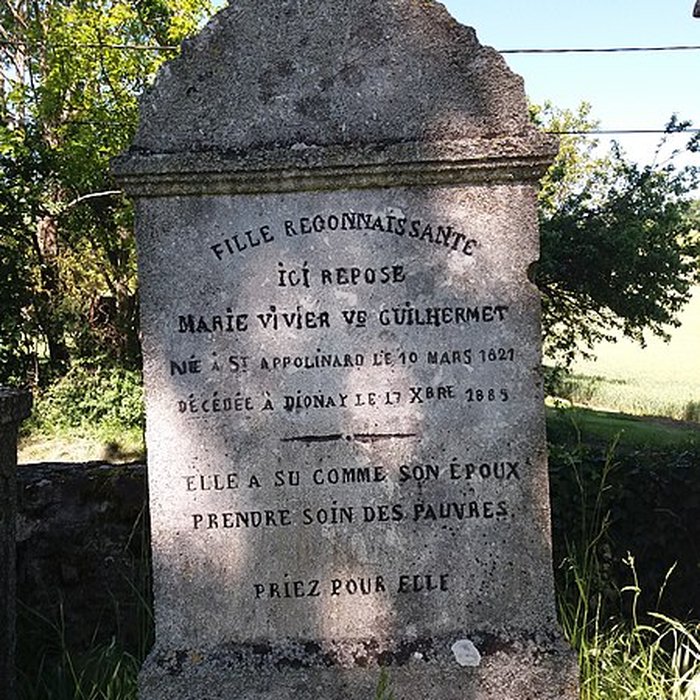 FILLE RECONNAISSANTE
ICI REPOSE
MARIE VIVIER VE GUILHERMET
NÉE À ST APPOLINARD LE 10 MARS 1821
DÉCÉDÉE À DIONAY LE 17 XBRE 1885
ELLE A SU COMME SON ÉPOUX
PRENDRE SOIN DES PAUVRES.
PRIEZ POUR ELLE